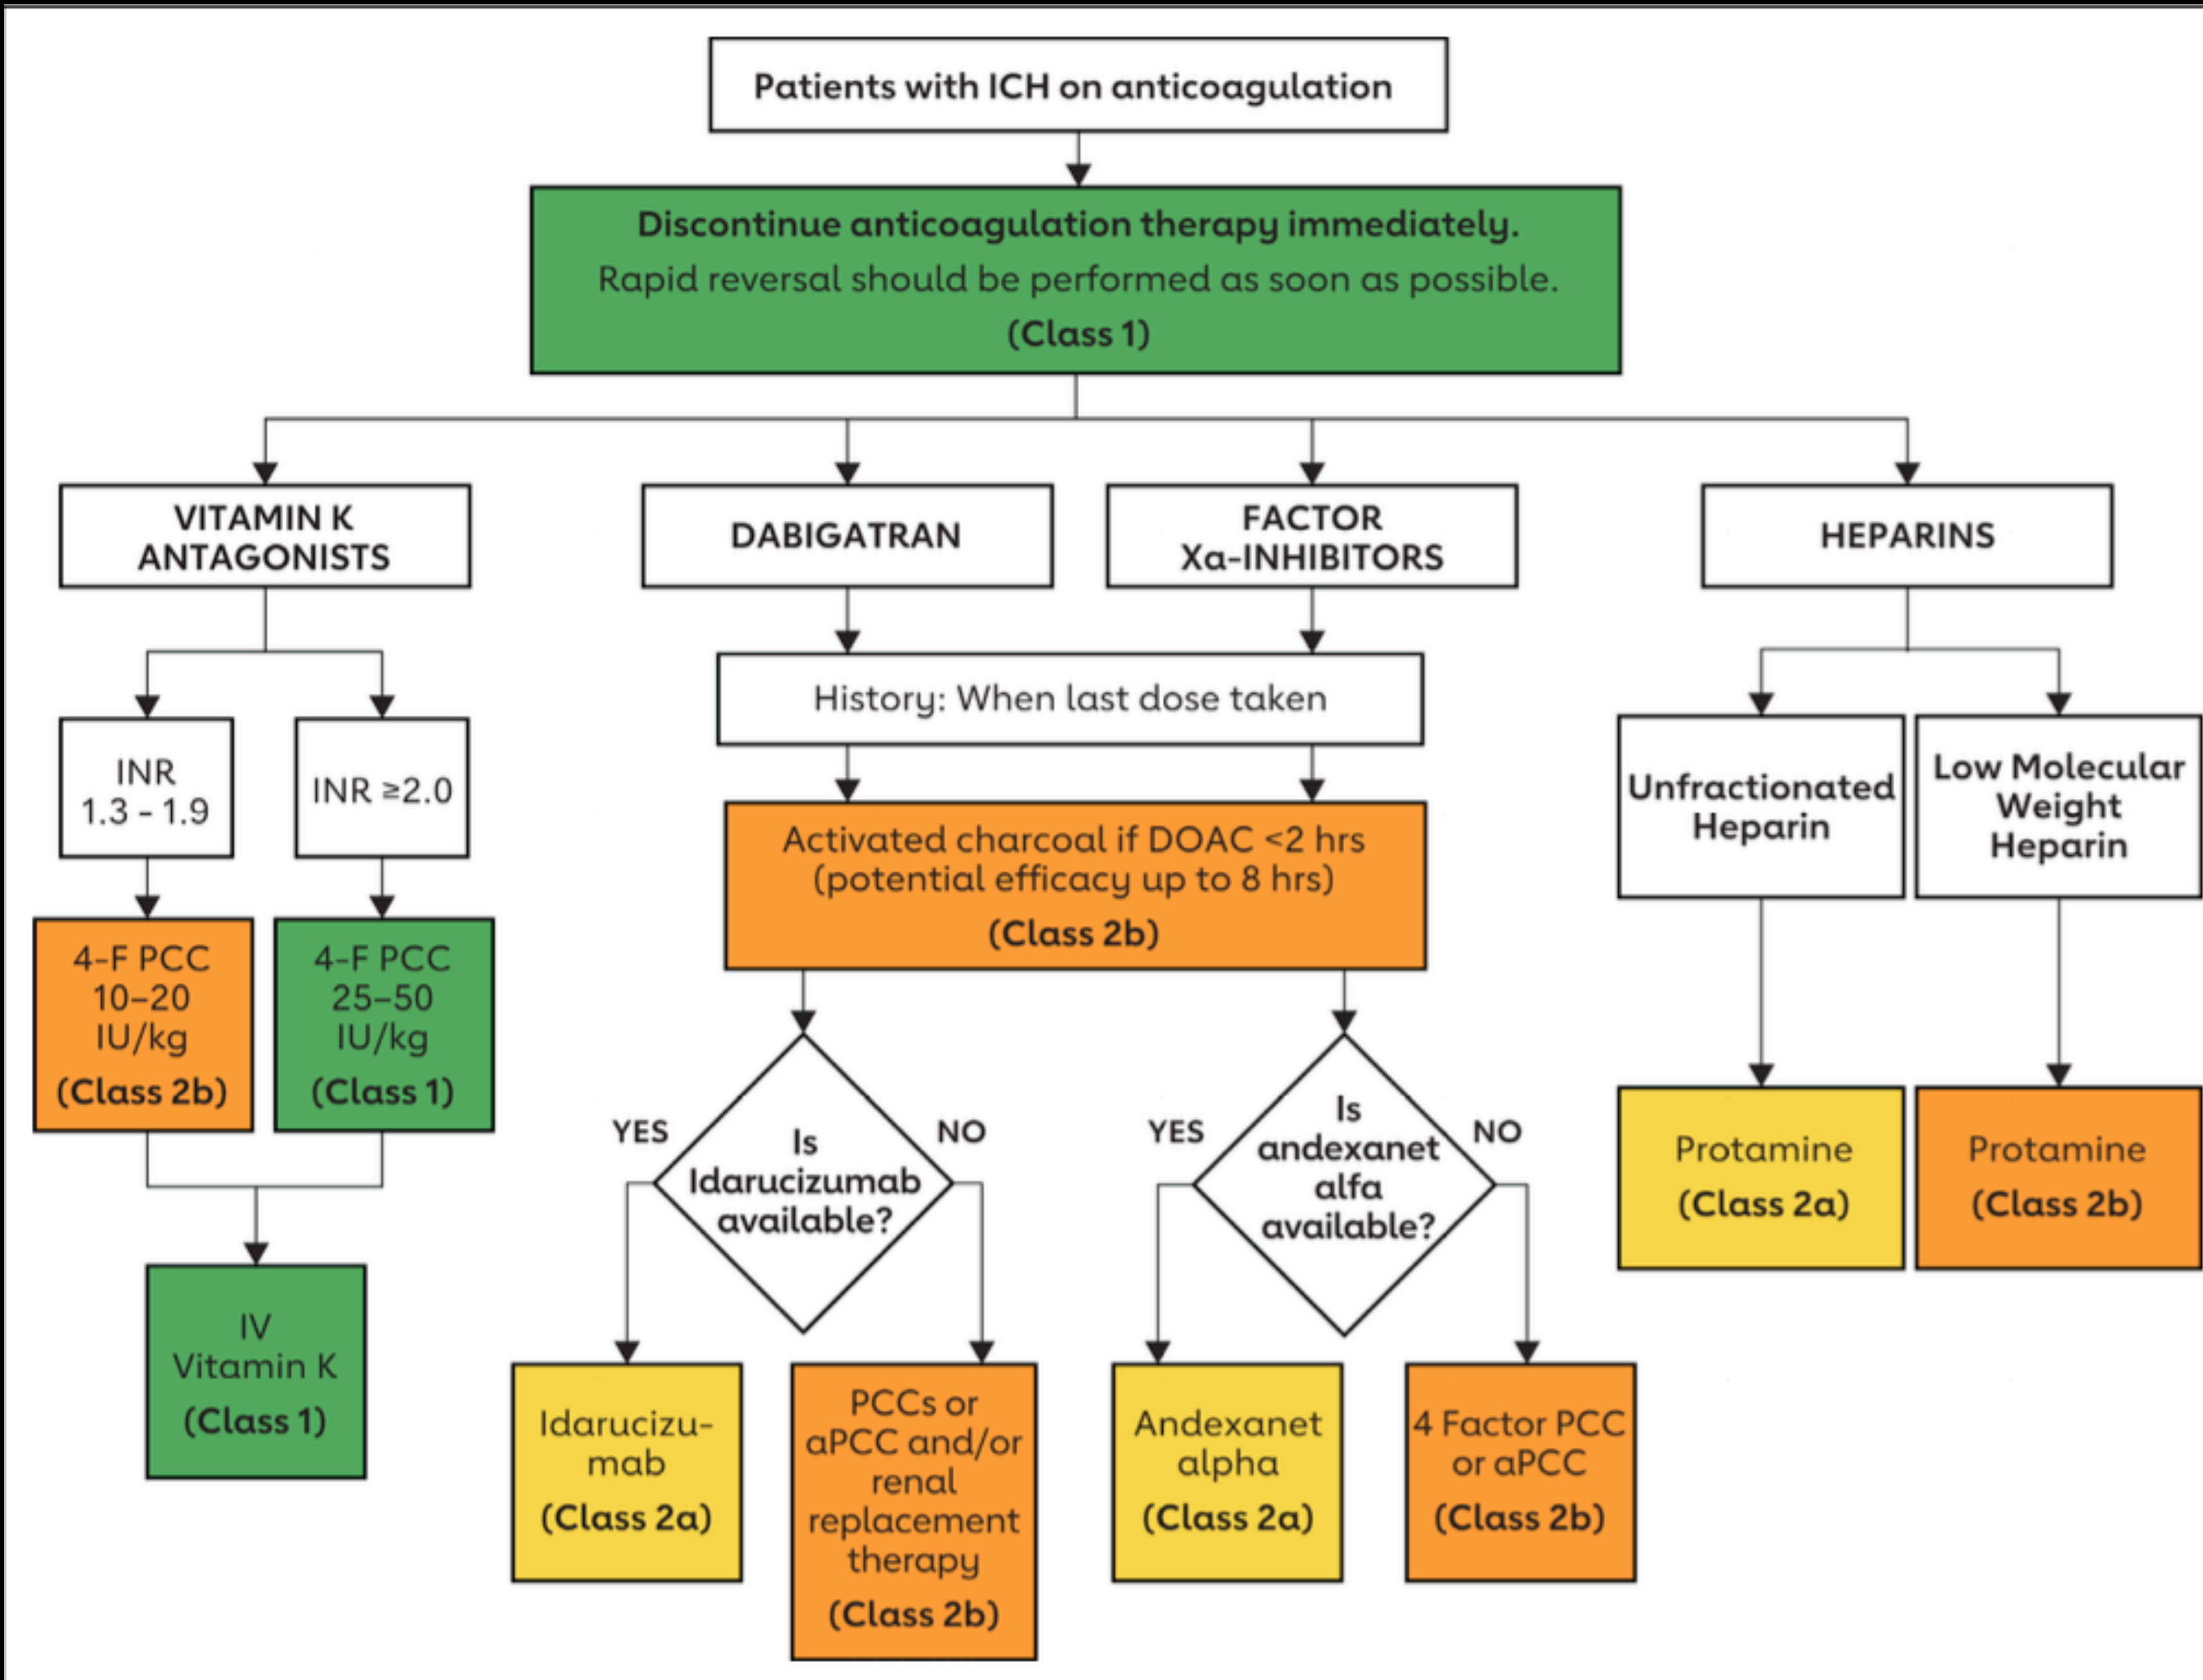 Patients with ICH on anticoagulation
Discontinue anticoagulation therapy immediately.
Rapid reversal should be performed as soon as possible.
(Class 1)
VITAMIN K
ANTAGONISTS
DABIGATRAN
FACTOR
Xa-INHIBITORS
HEPARINS
History: When last dose taken
INR
1.3 - 1.9
INR ≥2.0
Unfractionated
Heparin
Low Molecular
Weight
Heparin
Activated charcoal if DOAC <2 hrs
(potential efficacy up to 8 hrs)
(Class 2b)
4-F PCC
10–20
IU/kg
(Class 2b)
4-F PCC
25–50
IU/kg
(Class 1)
YES
Is
Idarucizumab
available?
NO
YES
Is
andexanet
alfa
available?
NO
Protamine
(Class 2a)
Protamine
(Class 2b)
IV
Vitamin K
(Class 1)
Idarucizu-
mab
(Class 2a)
PCCs or
aPCC and/or
renal
replacement
therapy
(Class 2b)
Andexanet
alpha
(Class 2a)
4 Factor PCC
or aPCC
(Class 2b)